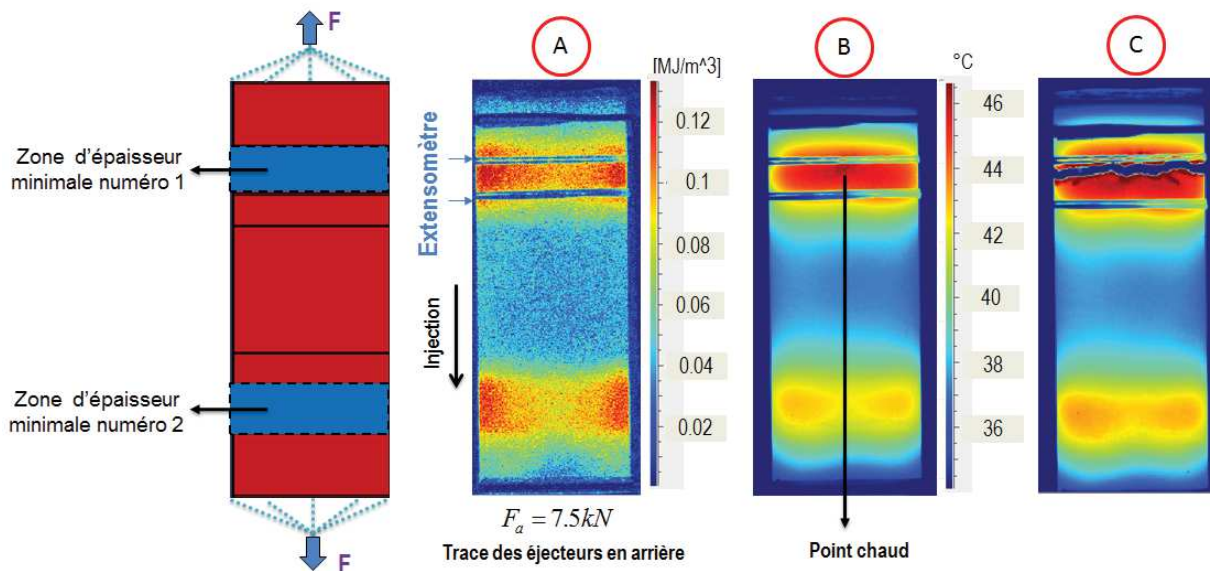 F
Zone d'épaisseur
minimale numéro 1
Zone d'épaisseur
minimale numéro 2
F
A
[MJ/m^3]
0.12
0.1
0.08
0.06
0.04
0.02
Extensomètre
Injection
F_a = 7.5kN
Trace des éjecteurs en arrière
B
°C
46
44
42
40
38
36
Point chaud
C